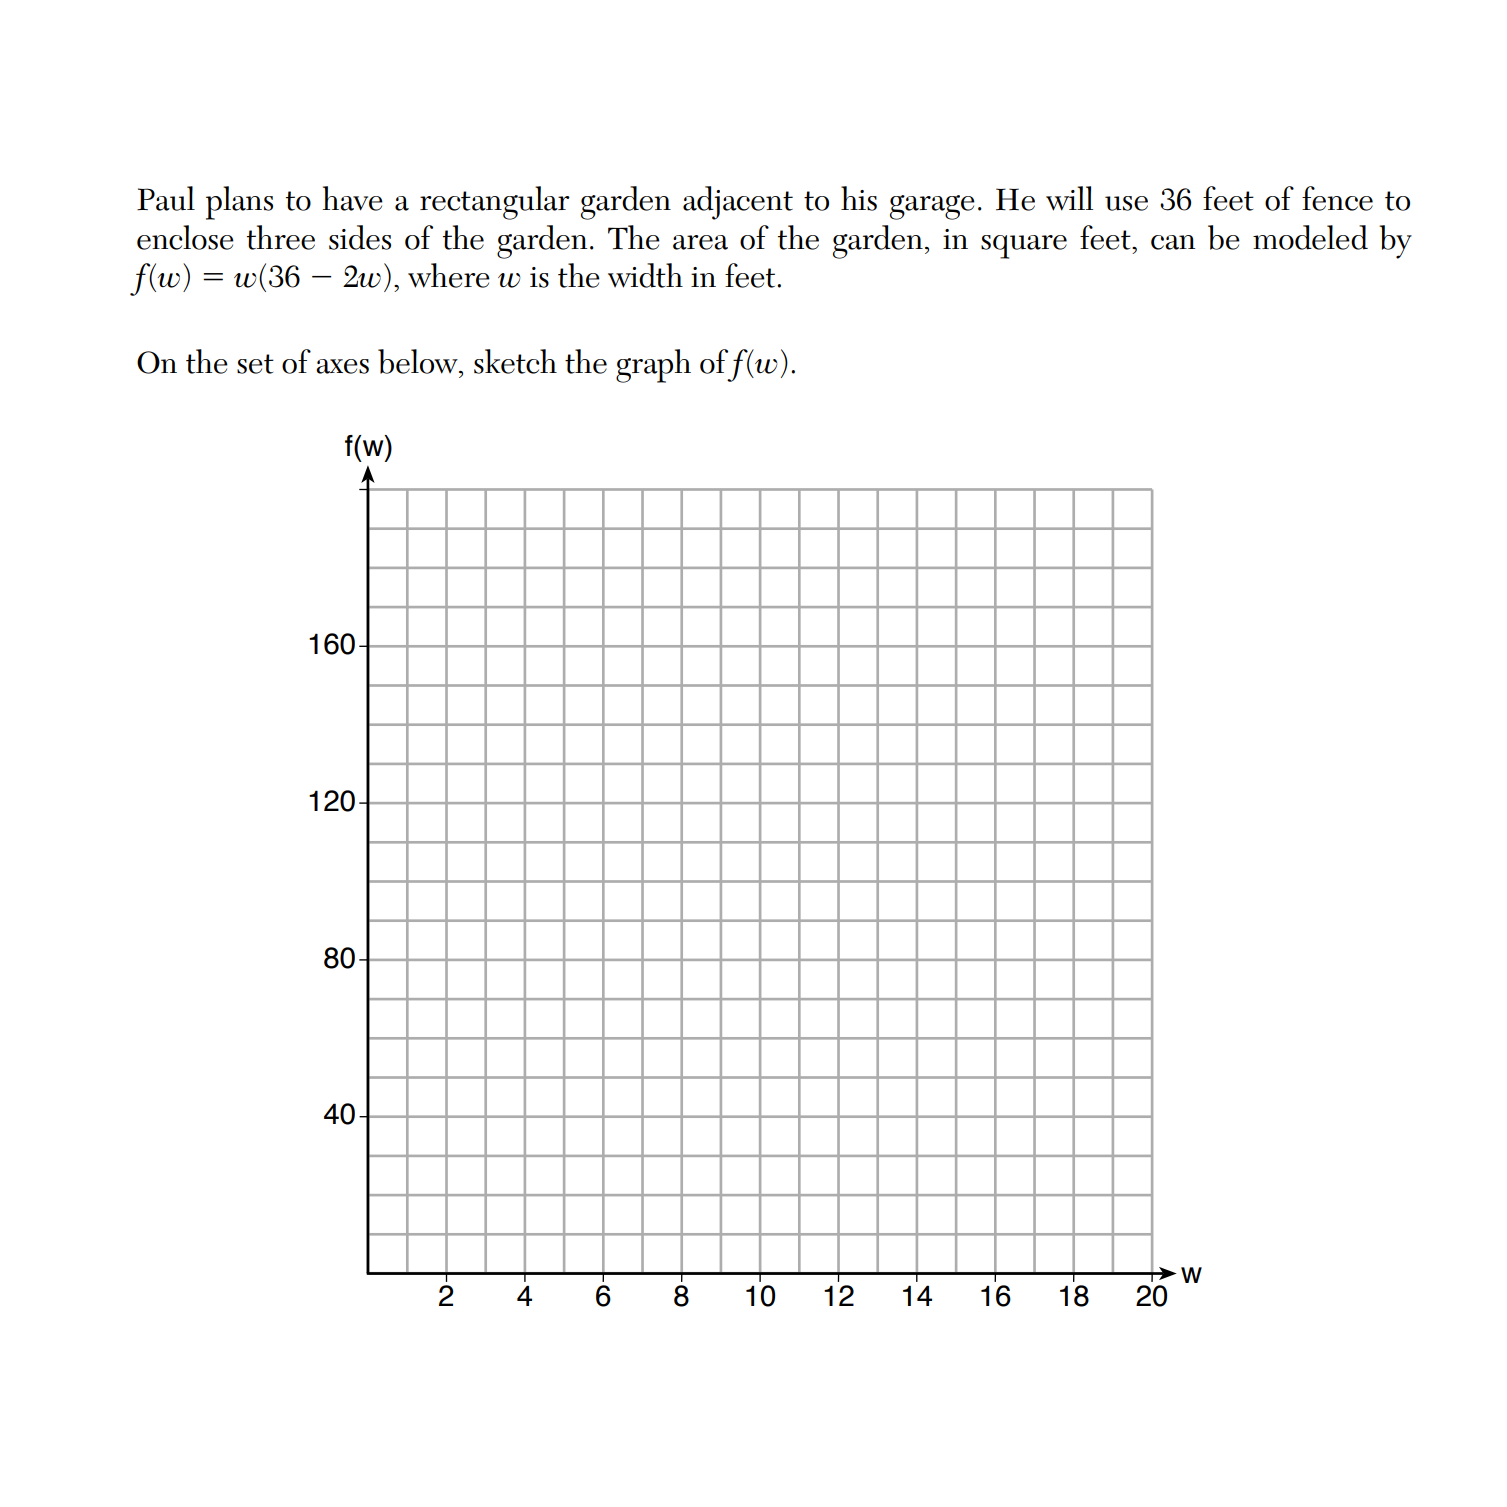 Paul plans to have a rectangular garden adjacent to his garage. He will use 36 feet of fence to
enclose three sides of the garden. The area of the garden, in square feet, can be modeled by
f(w) = w(36 − 2w), where w is the width in feet.
On the set of axes below, sketch the graph of f(w).
f(w)
160
120
80
40
w
2 4 6 8 10 12 14 16 18 20